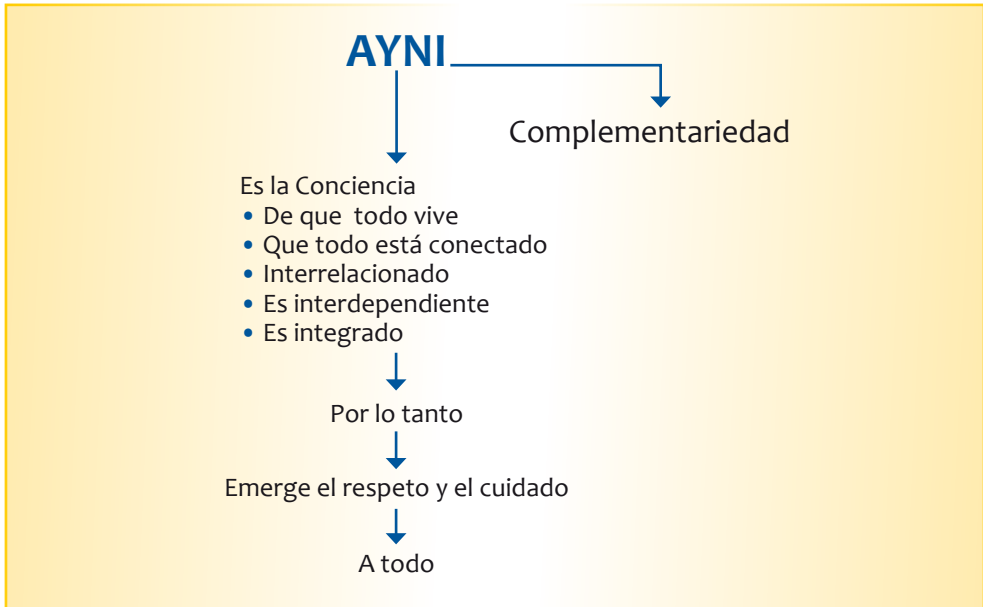 AYNI
Complementariedad
Es la Conciencia
• De que todo vive
• Que todo está conectado
• Interrelacionado
• Es interdependiente
• Es integrado
Por lo tanto
Emerge el respeto y el cuidado
A todo